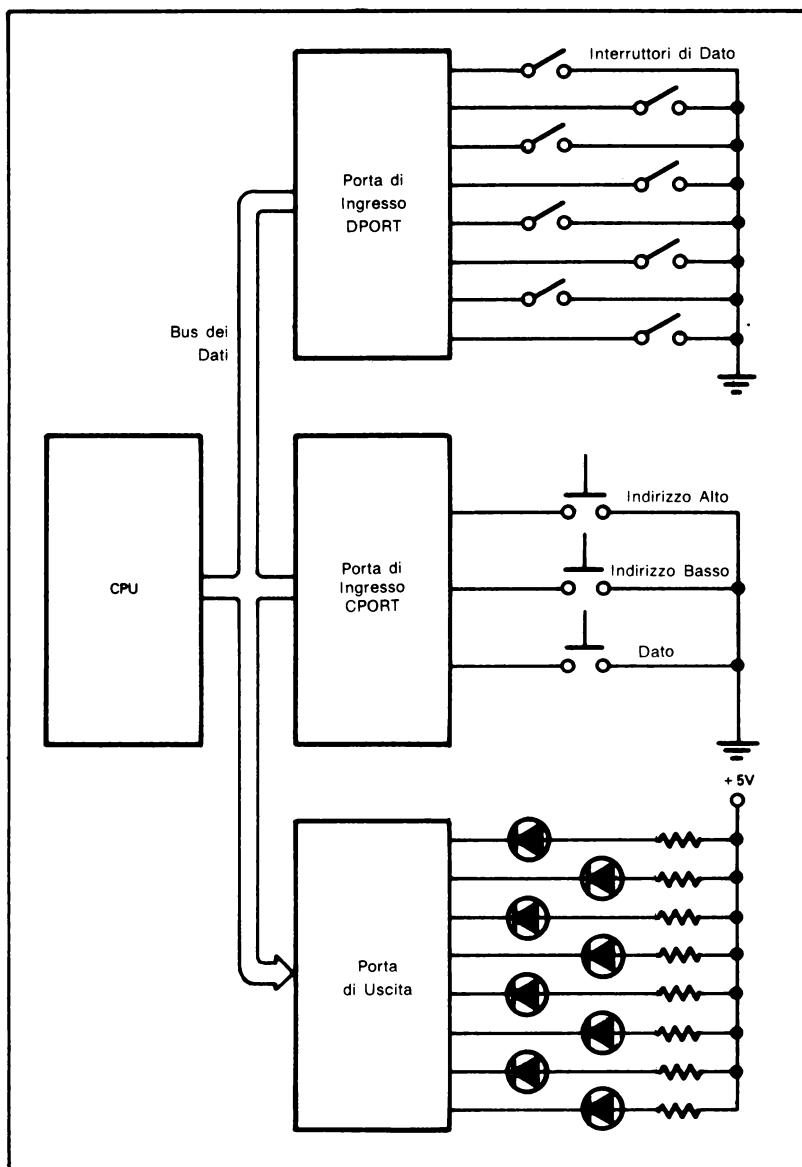 Interruttori di Dato
Porta di
Ingresso
DPORT
Bus dei
Dati
CPU
Porta di
Ingresso
CPORT
Indirizzo Alto
Indirizzo Basso
Dato
+ 5V
Porta
di Uscita